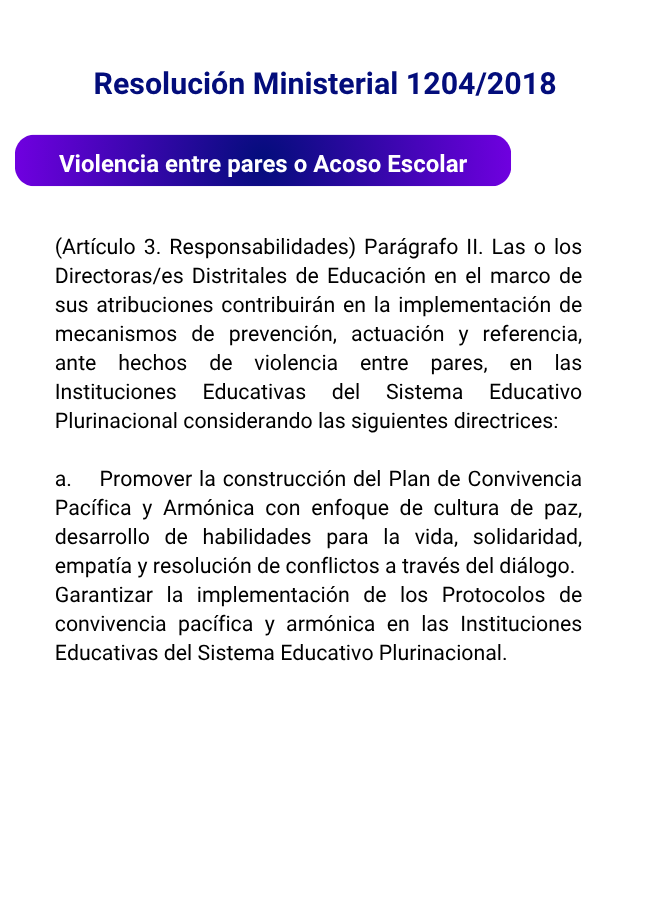 Resolución Ministerial 1204/2018
Violencia entre pares o Acoso Escolar
(Artículo 3. Responsabilidades) Parágrafo II. Las o los
Directoras/es Distritales de Educación en el marco de
sus atribuciones contribuirán en la implementación de
mecanismos de prevención, actuación y referencia,
ante hechos de violencia entre pares, en las
Instituciones Educativas del Sistema Educativo
Plurinacional considerando las siguientes directrices:
a. Promover la construcción del Plan de Convivencia
Pacífica y Armónica con enfoque de cultura de paz,
desarrollo de habilidades para la vida, solidaridad,
empatía y resolución de conflictos a través del diálogo.
Garantizar la implementación de los Protocolos de
convivencia pacífica y armónica en las Instituciones
Educativas del Sistema Educativo Plurinacional.